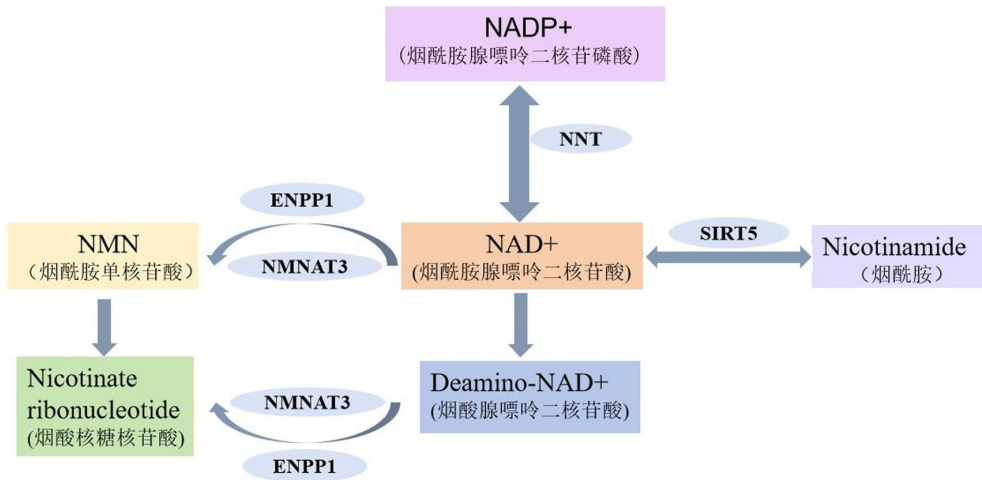 NADP+
(烟酰胺腺嘌呤二核苷磷酸)
NNT
ENPP1
NMN
(烟酰胺单核苷酸)
NMNAT3
NAD+
(烟酰胺腺嘌呤二核苷酸)
SIRT5
Nicotinamide
(烟酰胺)
Nicotinate
ribonucleotide
(烟酸核糖核苷酸)
NMNAT3
ENPP1
Deamino-NAD+
(烟酸腺嘌呤二核苷酸)